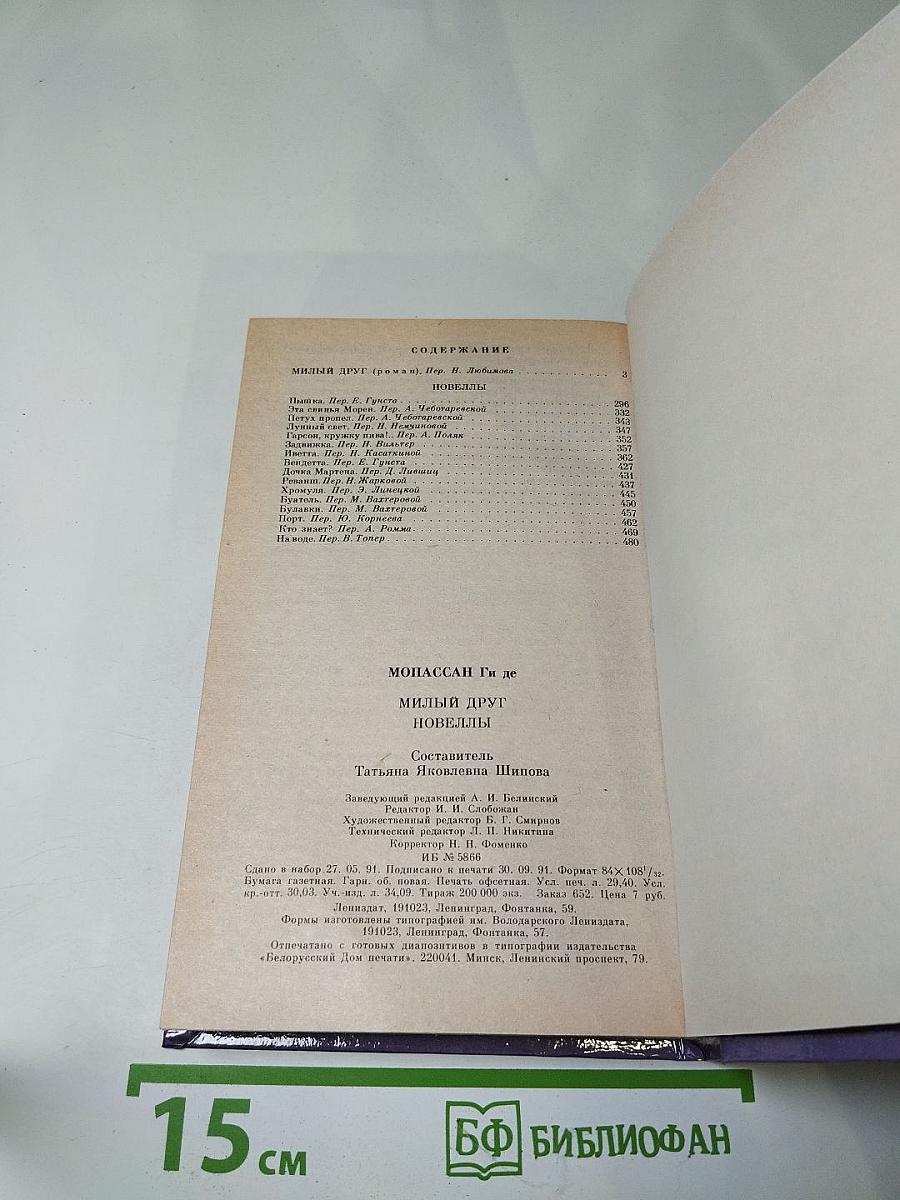 СОДЕРЖАНИЕ
МИЛЫЙ ДРУГ (роман). Пер. Н. Любимова . . . . . . . . . . 3
НОВЕЛЛЫ
Пышка. Пер. Е. Гунста . . . . . . . . . . 296
Эта свинья Морен. Пер. А. Чеботаревской . . . . . . . . . . 332
Петух пропел. Пер. А. Чеботаревской . . . . . . . . . . 343
Лунный свет. Пер. Н. Немчиновой . . . . . . . . . . 347
Гарсон, кружку пива!.. Пер. А. Поляк . . . . . . . . . . 352
Задвижка. Пер. Н. Вильтер . . . . . . . . . . 357
Иветта. Пер. Н. Касаткиной . . . . . . . . . . 362
Вендетта. Пер. Е. Гунста . . . . . . . . . . 427
Дочка Мартена. Пер. Д. Лившиц . . . . . . . . . . 431
Реванш. Пер. Н. Жарковой . . . . . . . . . . 437
Хромуля. Пер. Э. Линецкой . . . . . . . . . . 445
Буатель. Пер. М. Вахтеровой . . . . . . . . . . 450
Булавки. Пер. М. Вахтеровой . . . . . . . . . . 457
Порт. Пер. Ю. Корнеева . . . . . . . . . . 462
Кто знает? Пер. А. Ромма . . . . . . . . . . 469
На воде. Пер. В. Топер . . . . . . . . . . 480
МОПАССАН Ги де
МИЛЫЙ ДРУГ
НОВЕЛЛЫ
Составитель
Татьяна Яковлевна Шипова
Заведующий редакцией А. И. Белинский
Редактор И. И. Слобожан
Художественный редактор Б. Г. Смирнов
Технический редактор Л. П. Никитина
Корректор Н. Н. Фоменко
ИБ № 5866
Сдано в набор 27. 05. 91. Подписано к печати 30. 09. 91. Формат 84×108¹/₃₂.
Бумага газетная. Гарн. об. новая. Печать офсетная. Усл. печ. л. 29,40. Усл.
кр.-отт. 30,03. Уч.-изд. л. 34,09. Тираж 200 000 экз. Заказ 652. Цена 7 руб.
Лениздат, 191023, Ленинград, Фонтанка, 59.
Формы изготовлены типографией им. Володарского Лениздата,
191023, Ленинград, Фонтанка, 57.
Отпечатано с готовых диапозитивов в типографии издательства
«Белорусский Дом печати». 220041. Минск, Ленинский проспект, 79.
15 см
БФ БИБЛИОФАН